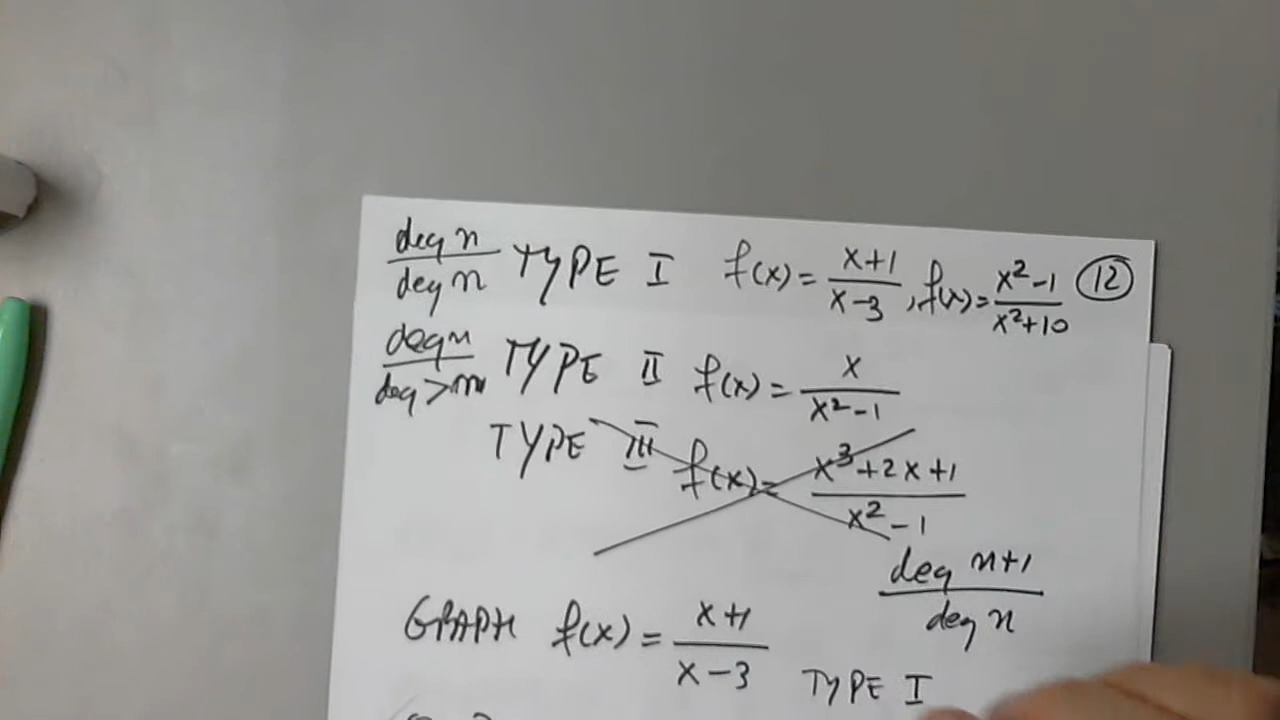 deg n / deg n TYPE I f(x) = x+1 / x-3 , f(x) = x²-1 / x²+10 12
deg n / deg > n TYPE II f(x) = x / x²-1
TYPE III f(x) = x³+2x+1 / x²-1
deg n+1 / deg n
GRAPH f(x) = x+1 / x-3 TYPE I